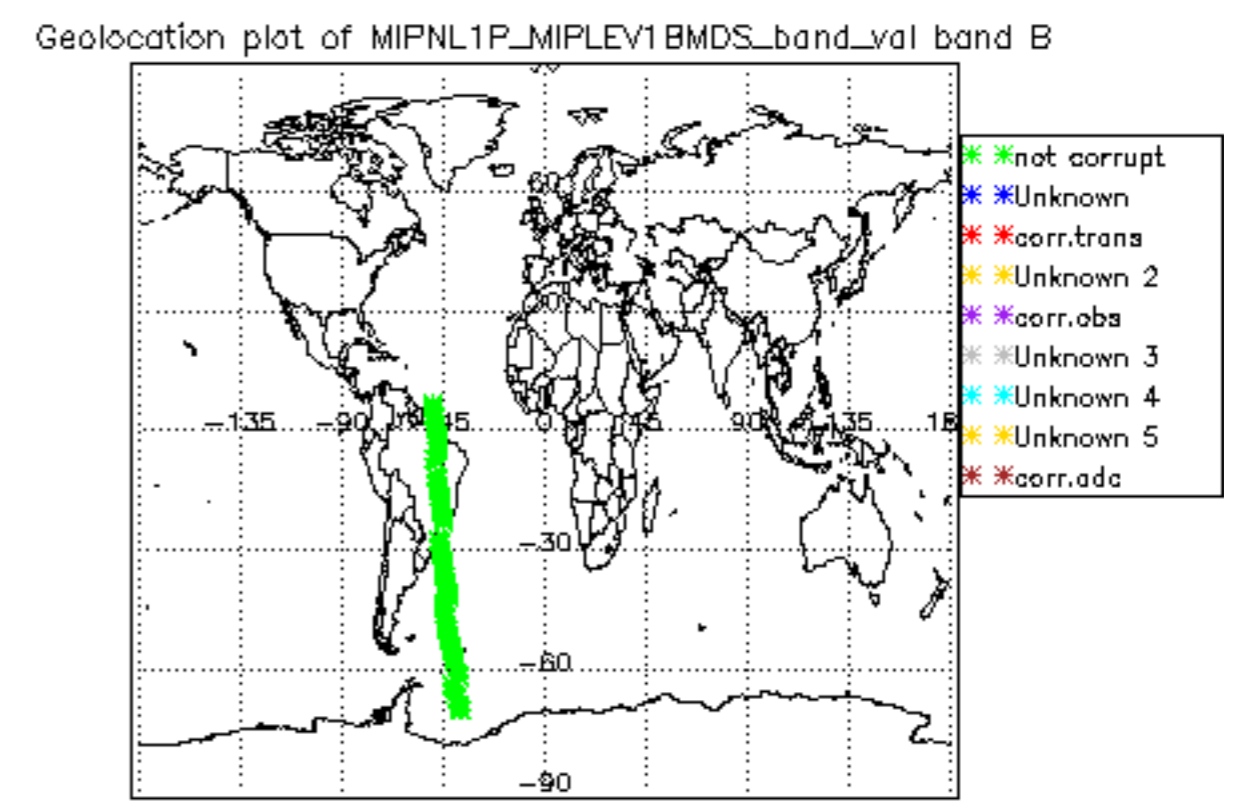 Geolocation plot of MIPNL1P_MIPLEV1BMDS_band_val band B
not corrupt
Unknown
corr.trans
Unknown 2
corr.obs
Unknown 3
Unknown 4
Unknown 5
corr.adc
60
-135 -90 45 0 45 90 135
-30
-60
-90